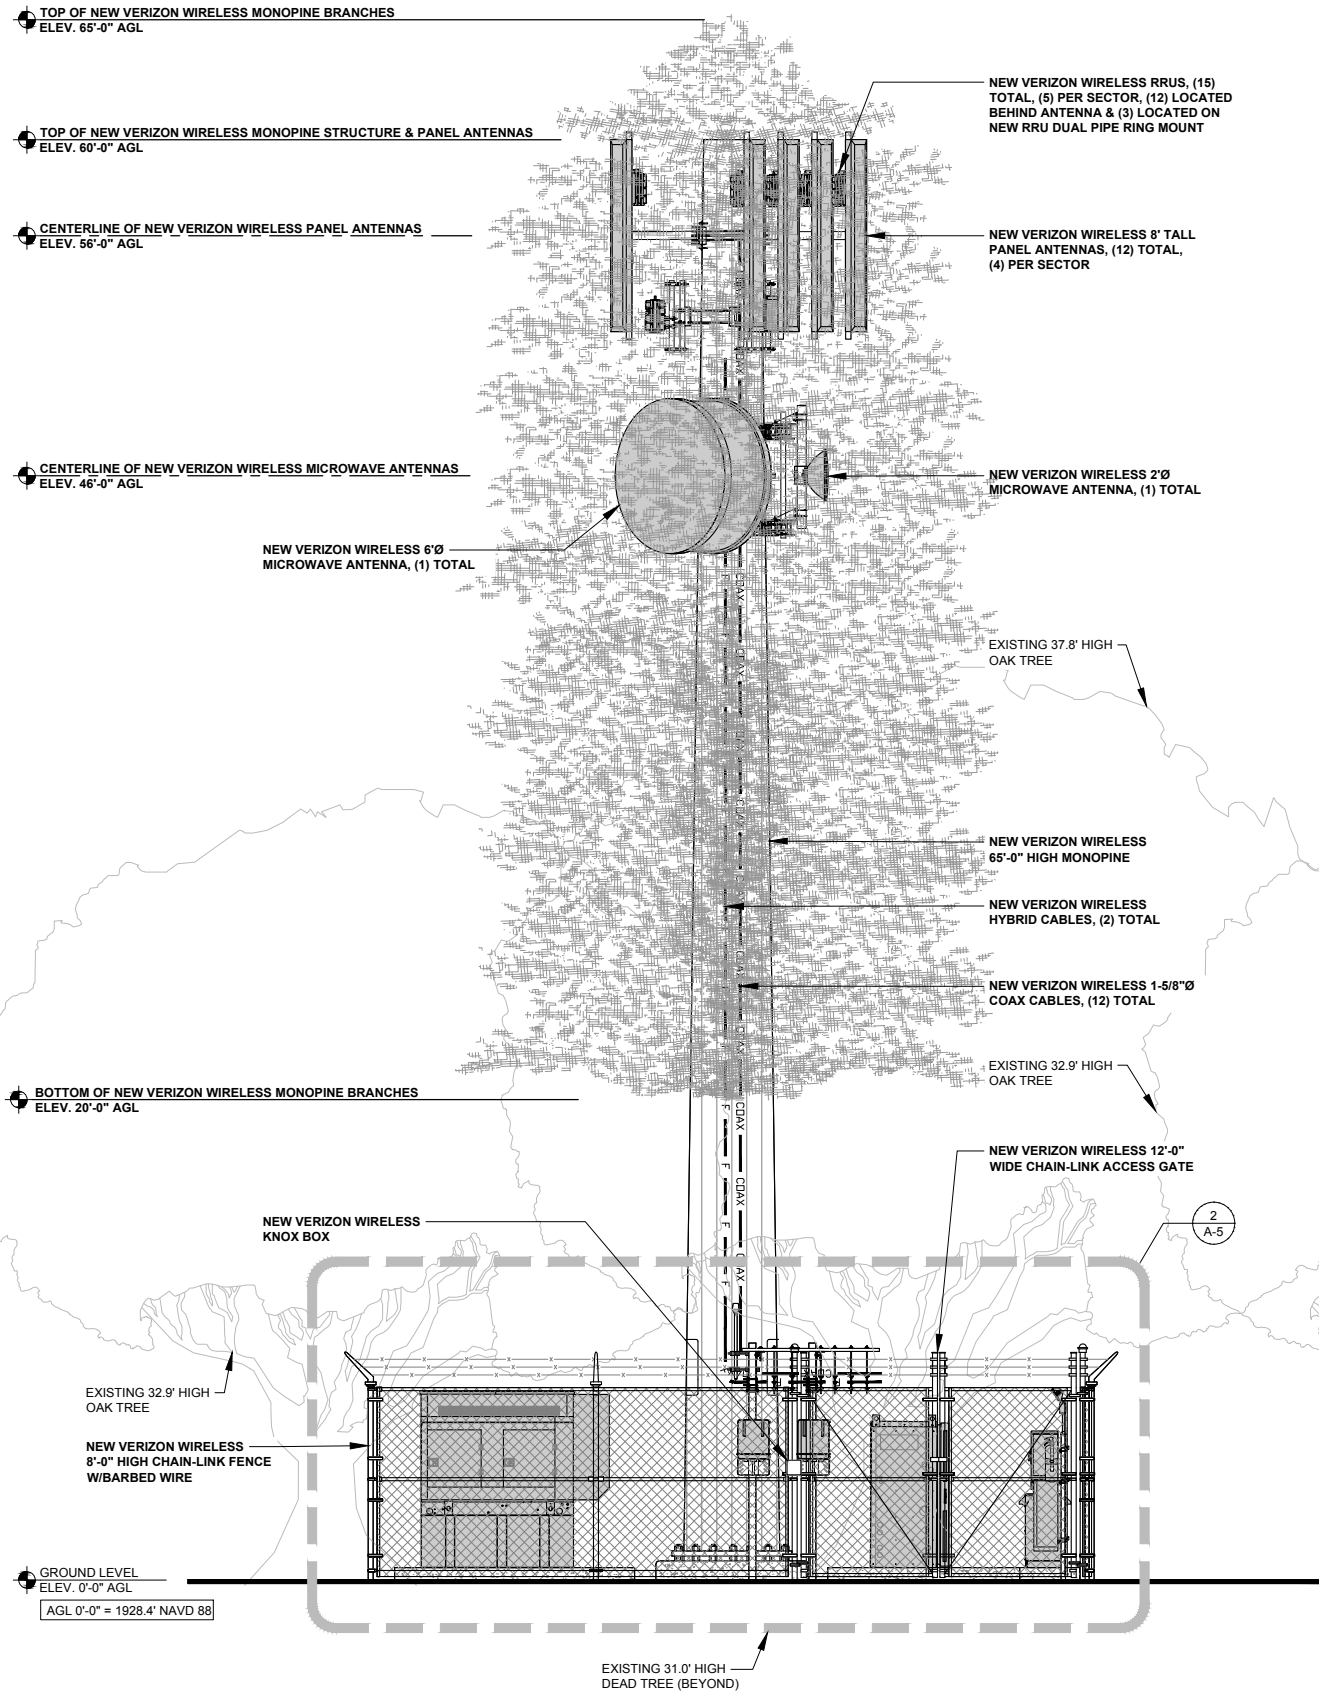 TOP OF NEW VERIZON WIRELESS MONOPINE BRANCHES
ELEV. 65'-0" AGL
NEW VERIZON WIRELESS RRUS, (15)
TOTAL, (5) PER SECTOR, (12) LOCATED
BEHIND ANTENNA & (3) LOCATED ON
NEW RRU DUAL PIPE RING MOUNT
TOP OF NEW VERIZON WIRELESS MONOPINE STRUCTURE & PANEL ANTENNAS
ELEV. 60'-0" AGL
CENTERLINE OF NEW VERIZON WIRELESS PANEL ANTENNAS
ELEV. 56'-0" AGL
NEW VERIZON WIRELESS 8' TALL
PANEL ANTENNAS, (12) TOTAL,
(4) PER SECTOR
CENTERLINE OF NEW VERIZON WIRELESS MICROWAVE ANTENNAS
ELEV. 46'-0" AGL
NEW VERIZON WIRELESS 2'Ø
MICROWAVE ANTENNA, (1) TOTAL
NEW VERIZON WIRELESS 6'Ø
MICROWAVE ANTENNA, (1) TOTAL
COAX
COAX
EXISTING 37.8' HIGH
OAK TREE
NEW VERIZON WIRELESS
65'-0" HIGH MONOPINE
NEW VERIZON WIRELESS
HYBRID CABLES, (2) TOTAL
COAX
NEW VERIZON WIRELESS 1-5/8"Ø
COAX CABLES, (12) TOTAL
COAX
EXISTING 32.9' HIGH
OAK TREE
BOTTOM OF NEW VERIZON WIRELESS MONOPINE BRANCHES
ELEV. 20'-0" AGL
F
COAX
NEW VERIZON WIRELESS 12'-0"
WIDE CHAIN-LINK ACCESS GATE
F
COAX
NEW VERIZON WIRELESS
KNOX BOX
F
2
A-5
F
EXISTING 32.9' HIGH
OAK TREE
NEW VERIZON WIRELESS
8'-0" HIGH CHAIN-LINK FENCE
W/BARBED WIRE
GROUND LEVEL
ELEV. 0'-0" AGL
AGL 0'-0" = 1928.4' NAVD 88
EXISTING 31.0' HIGH
DEAD TREE (BEYOND)